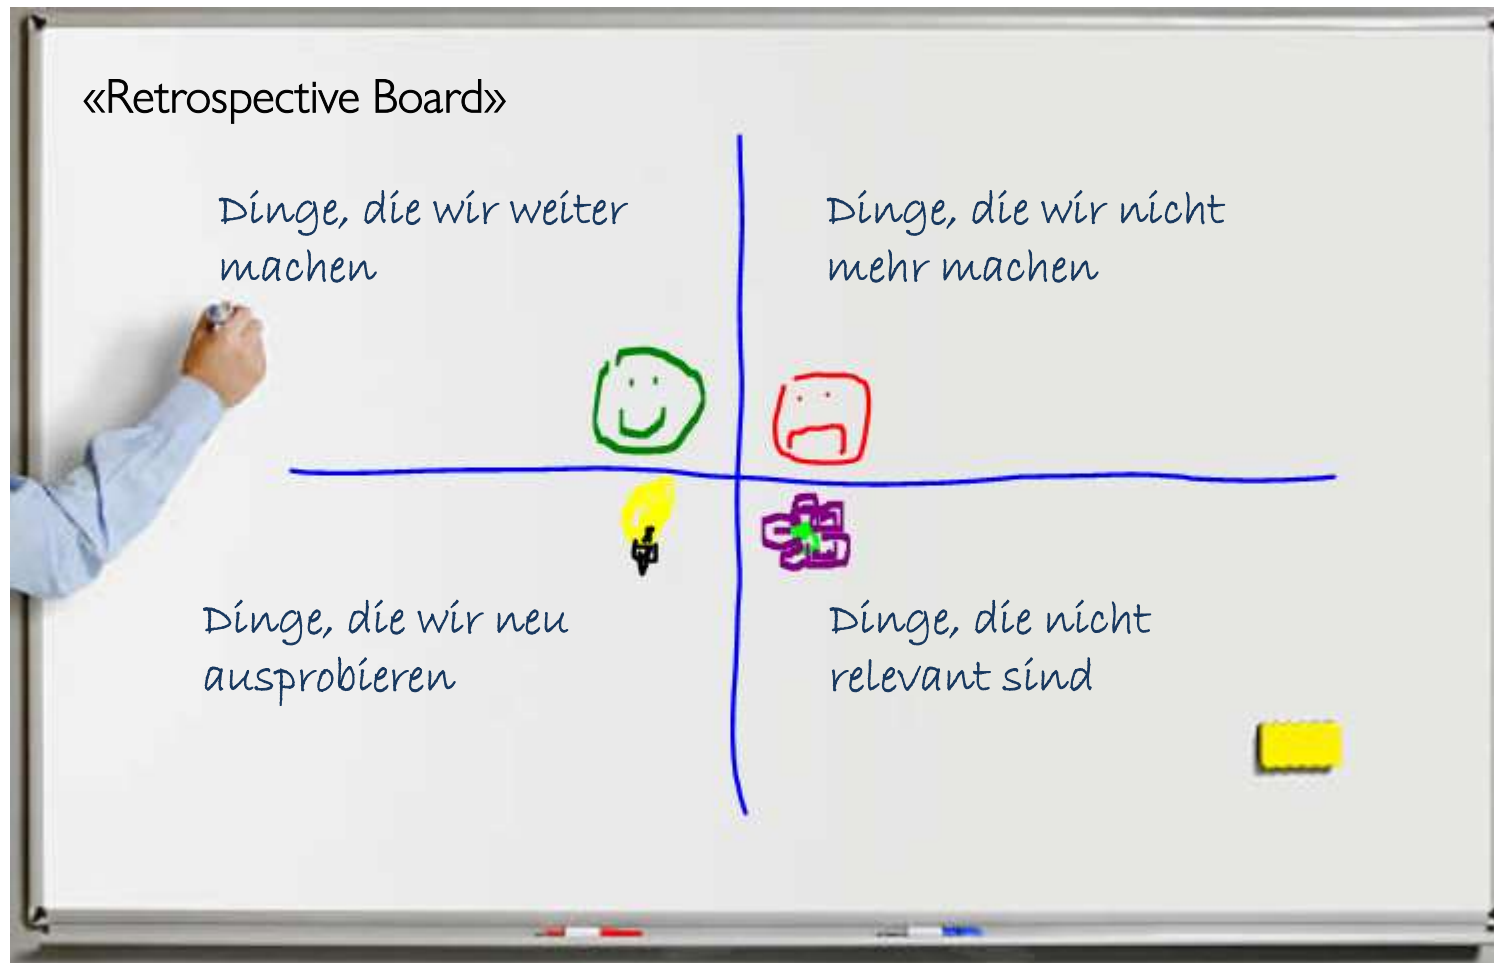 «Retrospective Board»
Dinge, die wir weiter
machen
Dinge, die wir nicht
mehr machen
Dinge, die wir neu
ausprobieren
Dinge, die nicht
relevant sind